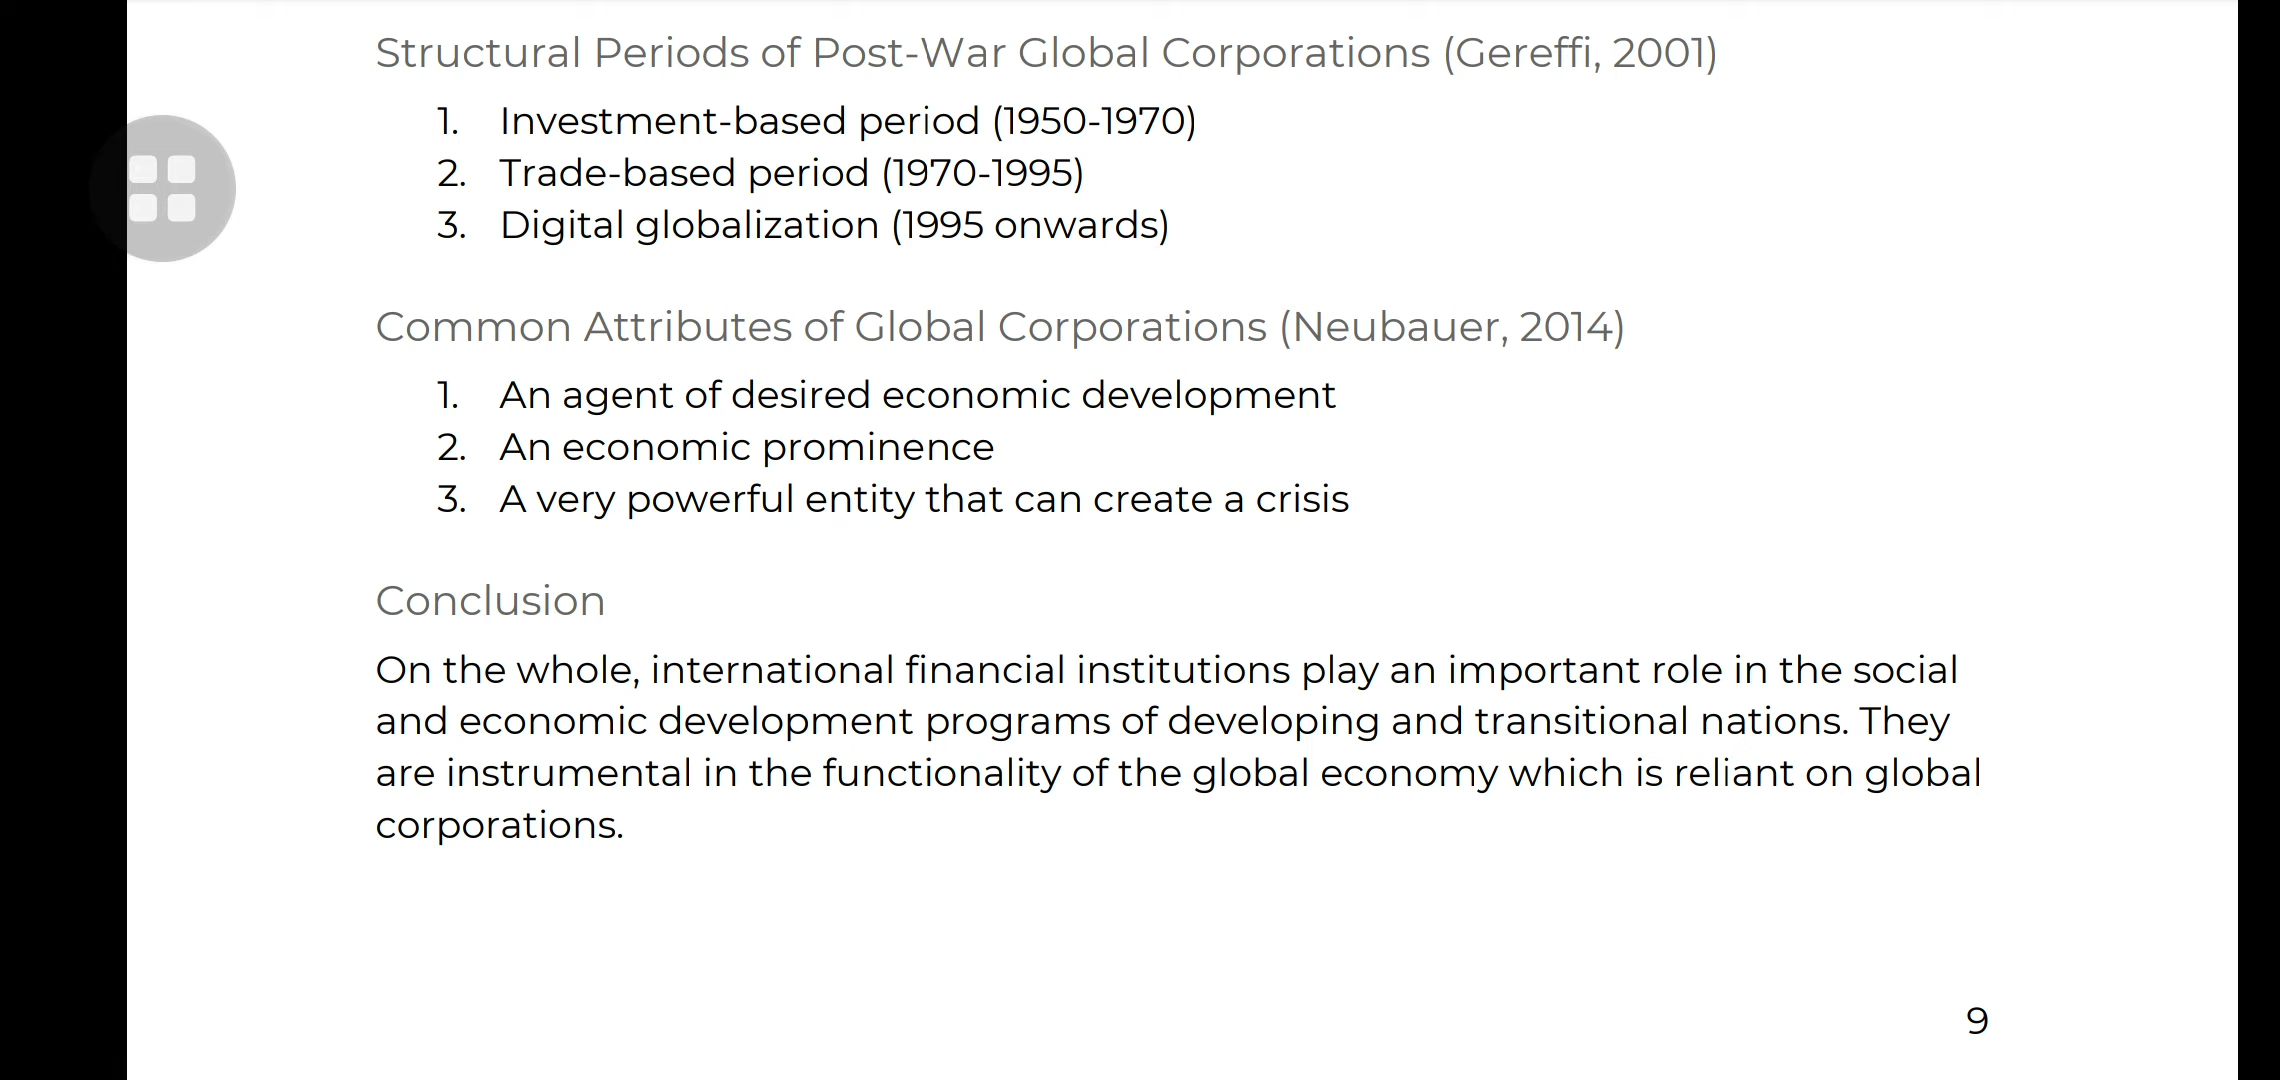 Structural Periods of Post-War Global Corporations (Gereffi, 2001)
1. Investment-based period (1950-1970)
2. Trade-based period (1970-1995)
3. Digital globalization (1995 onwards)
Common Attributes of Global Corporations (Neubauer, 2014)
1. An agent of desired economic development
2. An economic prominence
3. A very powerful entity that can create a crisis
Conclusion
On the whole, international financial institutions play an important role in the social
and economic development programs of developing and transitional nations. They
are instrumental in the functionality of the global economy which is reliant on global
corporations.
9